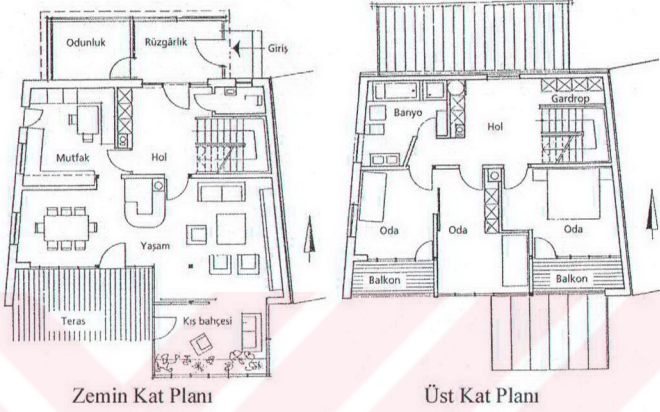 Odunluk
Rüzgârlık
Giriş
Mutfak
Hol
Yaşam
Teras
Kıs bahçesi
Zemin Kat Planı
Gardrop
Banyo
Hol
Oda
Oda
Oda
Balkon
Balkon
Üst Kat Planı